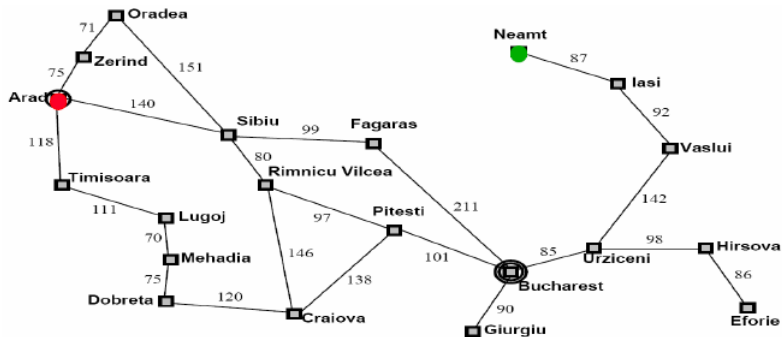 Oradea
71
Neamt
Zerind
87
75
151
Iasi
Arad
140
92
Sibiu
Fagaras
118
99
Vaslui
80
Timisoara
Rimnicu Vilcea
142
111
211
Lugoj
97
Pitesti
70
98
Hirsova
146
85
Mehadia
101
Urziceni
75
138
86
Bucharest
Dobreta
120
90
Craiova
Eforie
Giurgiu